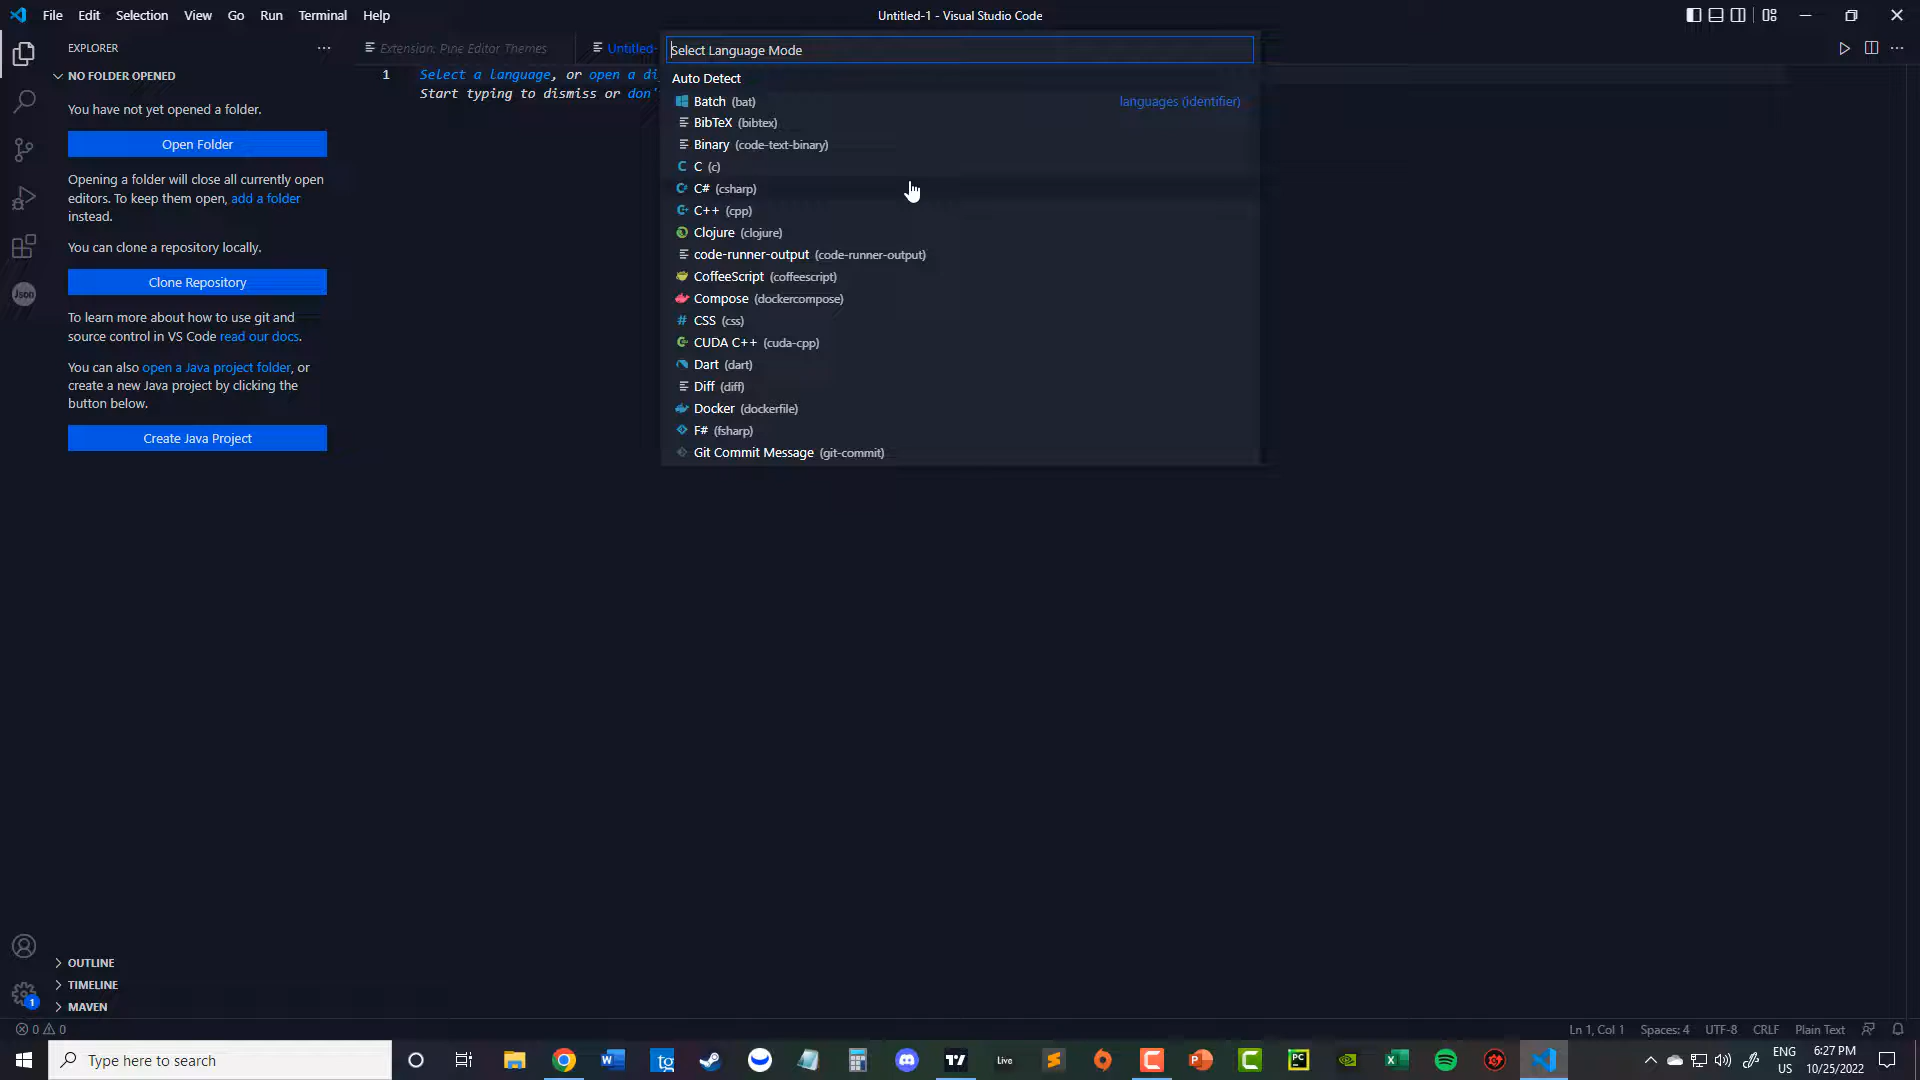 File Edit Selection View Go Run Terminal Help
Untitled-1 - Visual Studio Code
EXPLORER
NO FOLDER OPENED
You have not yet opened a folder.
Open Folder
Opening a folder will close all currently open
editors. To keep them open, add a folder
instead.
You can clone a repository locally.
Clone Repository
To learn more about how to use git and
source control in VS Code read our docs.
You can also open a Java project folder, or
create a new Java project by clicking the
button below.
Create Java Project
OUTLINE
TIMELINE
MAVEN
Json
1
Extension: Pine Editor Themes
Untitled-
1 Select a language, or open a di
Start typing to dismiss or don'
Select Language Mode
Auto Detect
Batch (bat) languages (identifier)
BibTeX (bibtex)
Binary (code-text-binary)
C (c)
C# (csharp)
C++ (cpp)
Clojure (clojure)
code-runner-output (code-runner-output)
CoffeeScript (coffeescript)
Compose (dockercompose)
CSS (css)
CUDA C++ (cuda-cpp)
Dart (dart)
Diff (diff)
Docker (dockerfile)
F# (fsharp)
Git Commit Message (git-commit)
0 0
Ln 1, Col 1 Spaces: 4 UTF-8 CRLF Plain Text
Type here to search
W tg Live PC
ENG
US
6:27 PM
10/25/2022